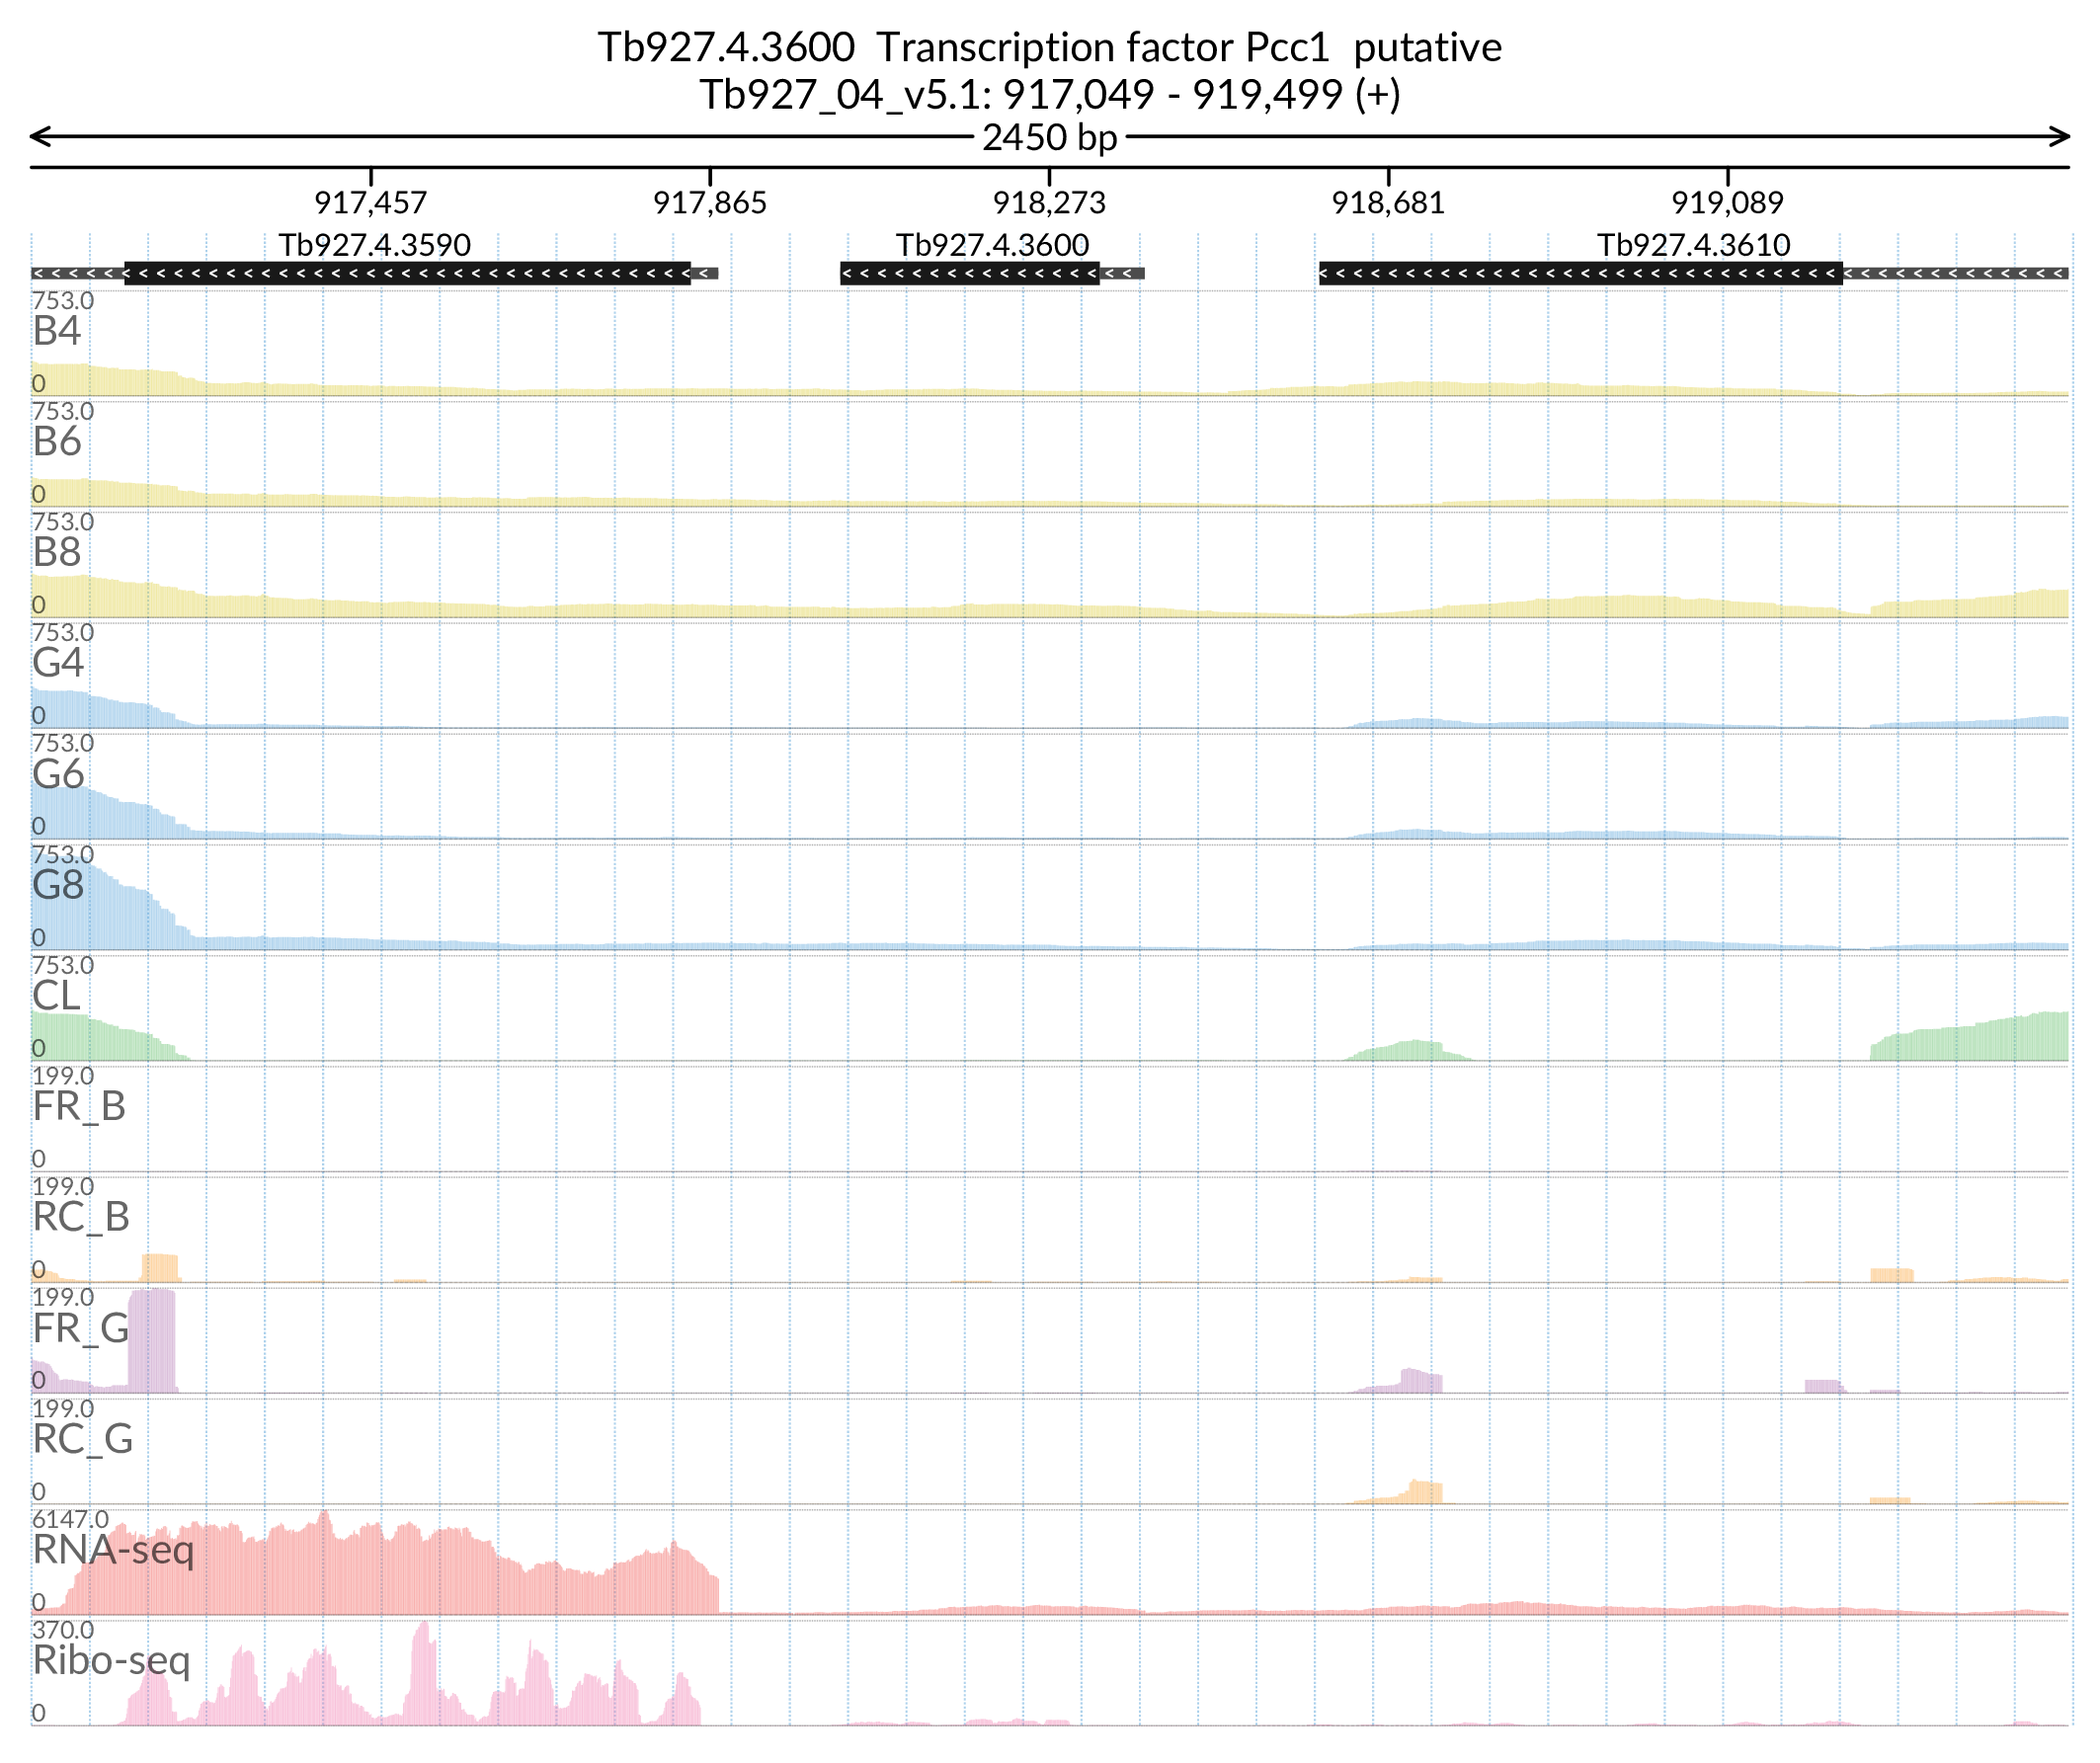 Tb927.4.3600 Transcription factor Pcc1 putative
Tb927_04_v5.1: 917,049 - 919,499 (+)
2450 bp
917,457 917,865 918,273 918,681 919,089
Tb927.4.3590 Tb927.4.3600 Tb927.4.3610
753.0
B4
0
753.0
B6
0
753.0
B8
0
753.0
G4
0
753.0
G6
0
753.0
G8
0
753.0
CL
0
199.0
FR_B
0
199.0
RC_B
0
199.0
FR_G
0
199.0
RC_G
0
6147.0
RNA-seq
0
370.0
Ribo-seq
0